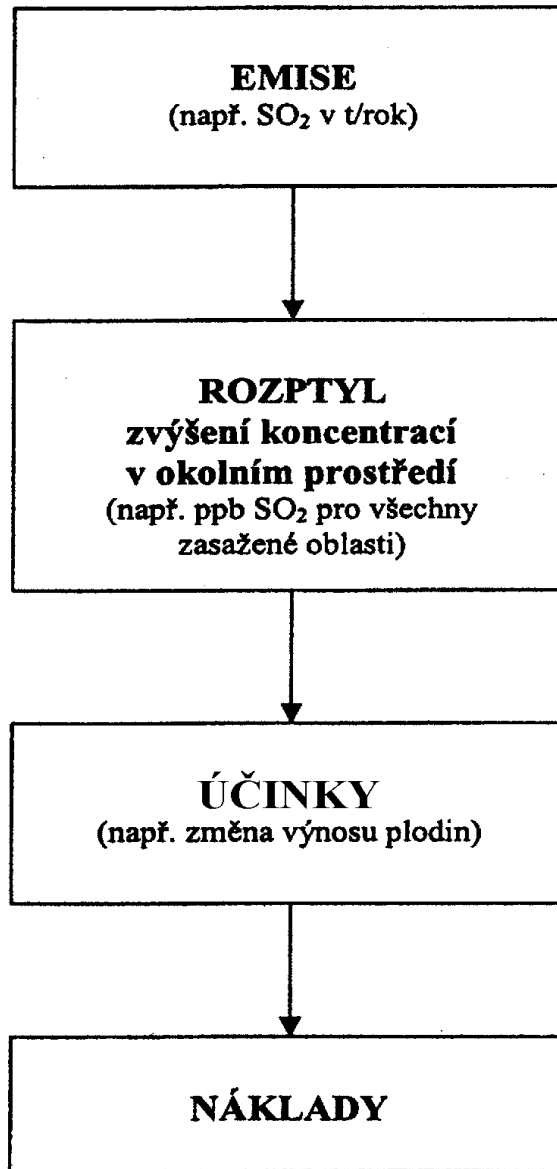 EMISE
(např. SO₂ v t/rok)
ROZPTYL
zvýšení koncentrací
v okolním prostředí
(např. ppb SO₂ pro všechny
zasažené oblasti)
ÚČINKY
(např. změna výnosu plodin)
NÁKLADY